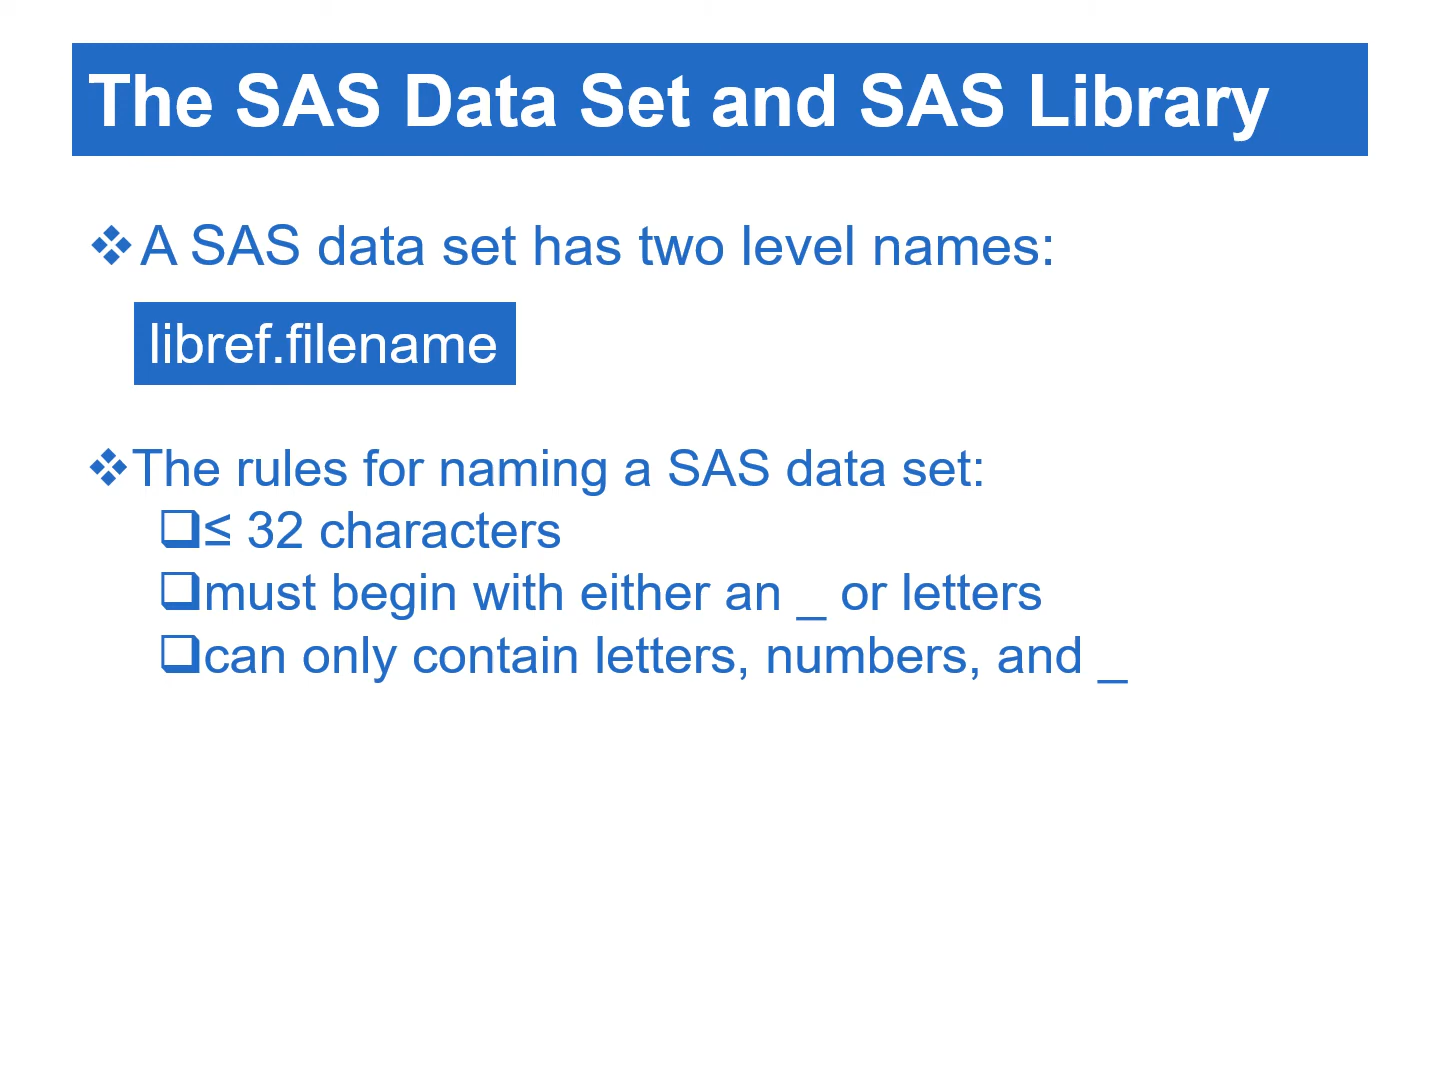 The SAS Data Set and SAS Library
❖A SAS data set has two level names:
libref.filename
❖The rules for naming a SAS data set:
❑≤ 32 characters
❑must begin with either an _ or letters
❑can only contain letters, numbers, and _